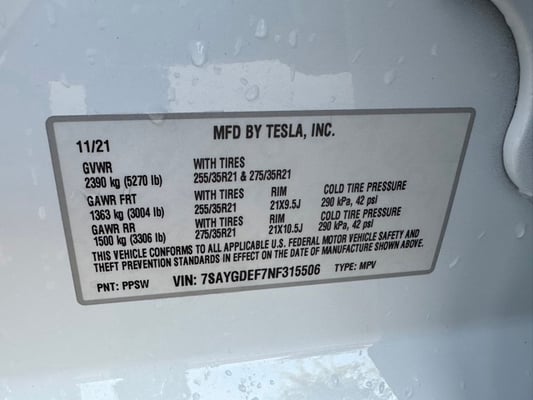 MFD BY TESLA, INC.
11/21
GVWR WITH TIRES
2390 kg (5270 lb) 255/35R21 & 275/35R21
GAWR FRT WITH TIRES RIM COLD TIRE PRESSURE
1363 kg (3004 lb) 255/35R21 21X9.5J 290 kPa, 42 psi
GAWR RR WITH TIRES RIM COLD TIRE PRESSURE
1500 kg (3306 lb) 275/35R21 21X10.5J 290 kPa, 42 psi
THIS VEHICLE CONFORMS TO ALL APPLICABLE U.S. FEDERAL MOTOR VEHICLE SAFETY AND
THEFT PREVENTION STANDARDS IN EFFECT ON THE DATE OF MANUFACTURE SHOWN ABOVE.
PNT: PPSW VIN: 7SAYGDEF7NF315506 TYPE: MPV